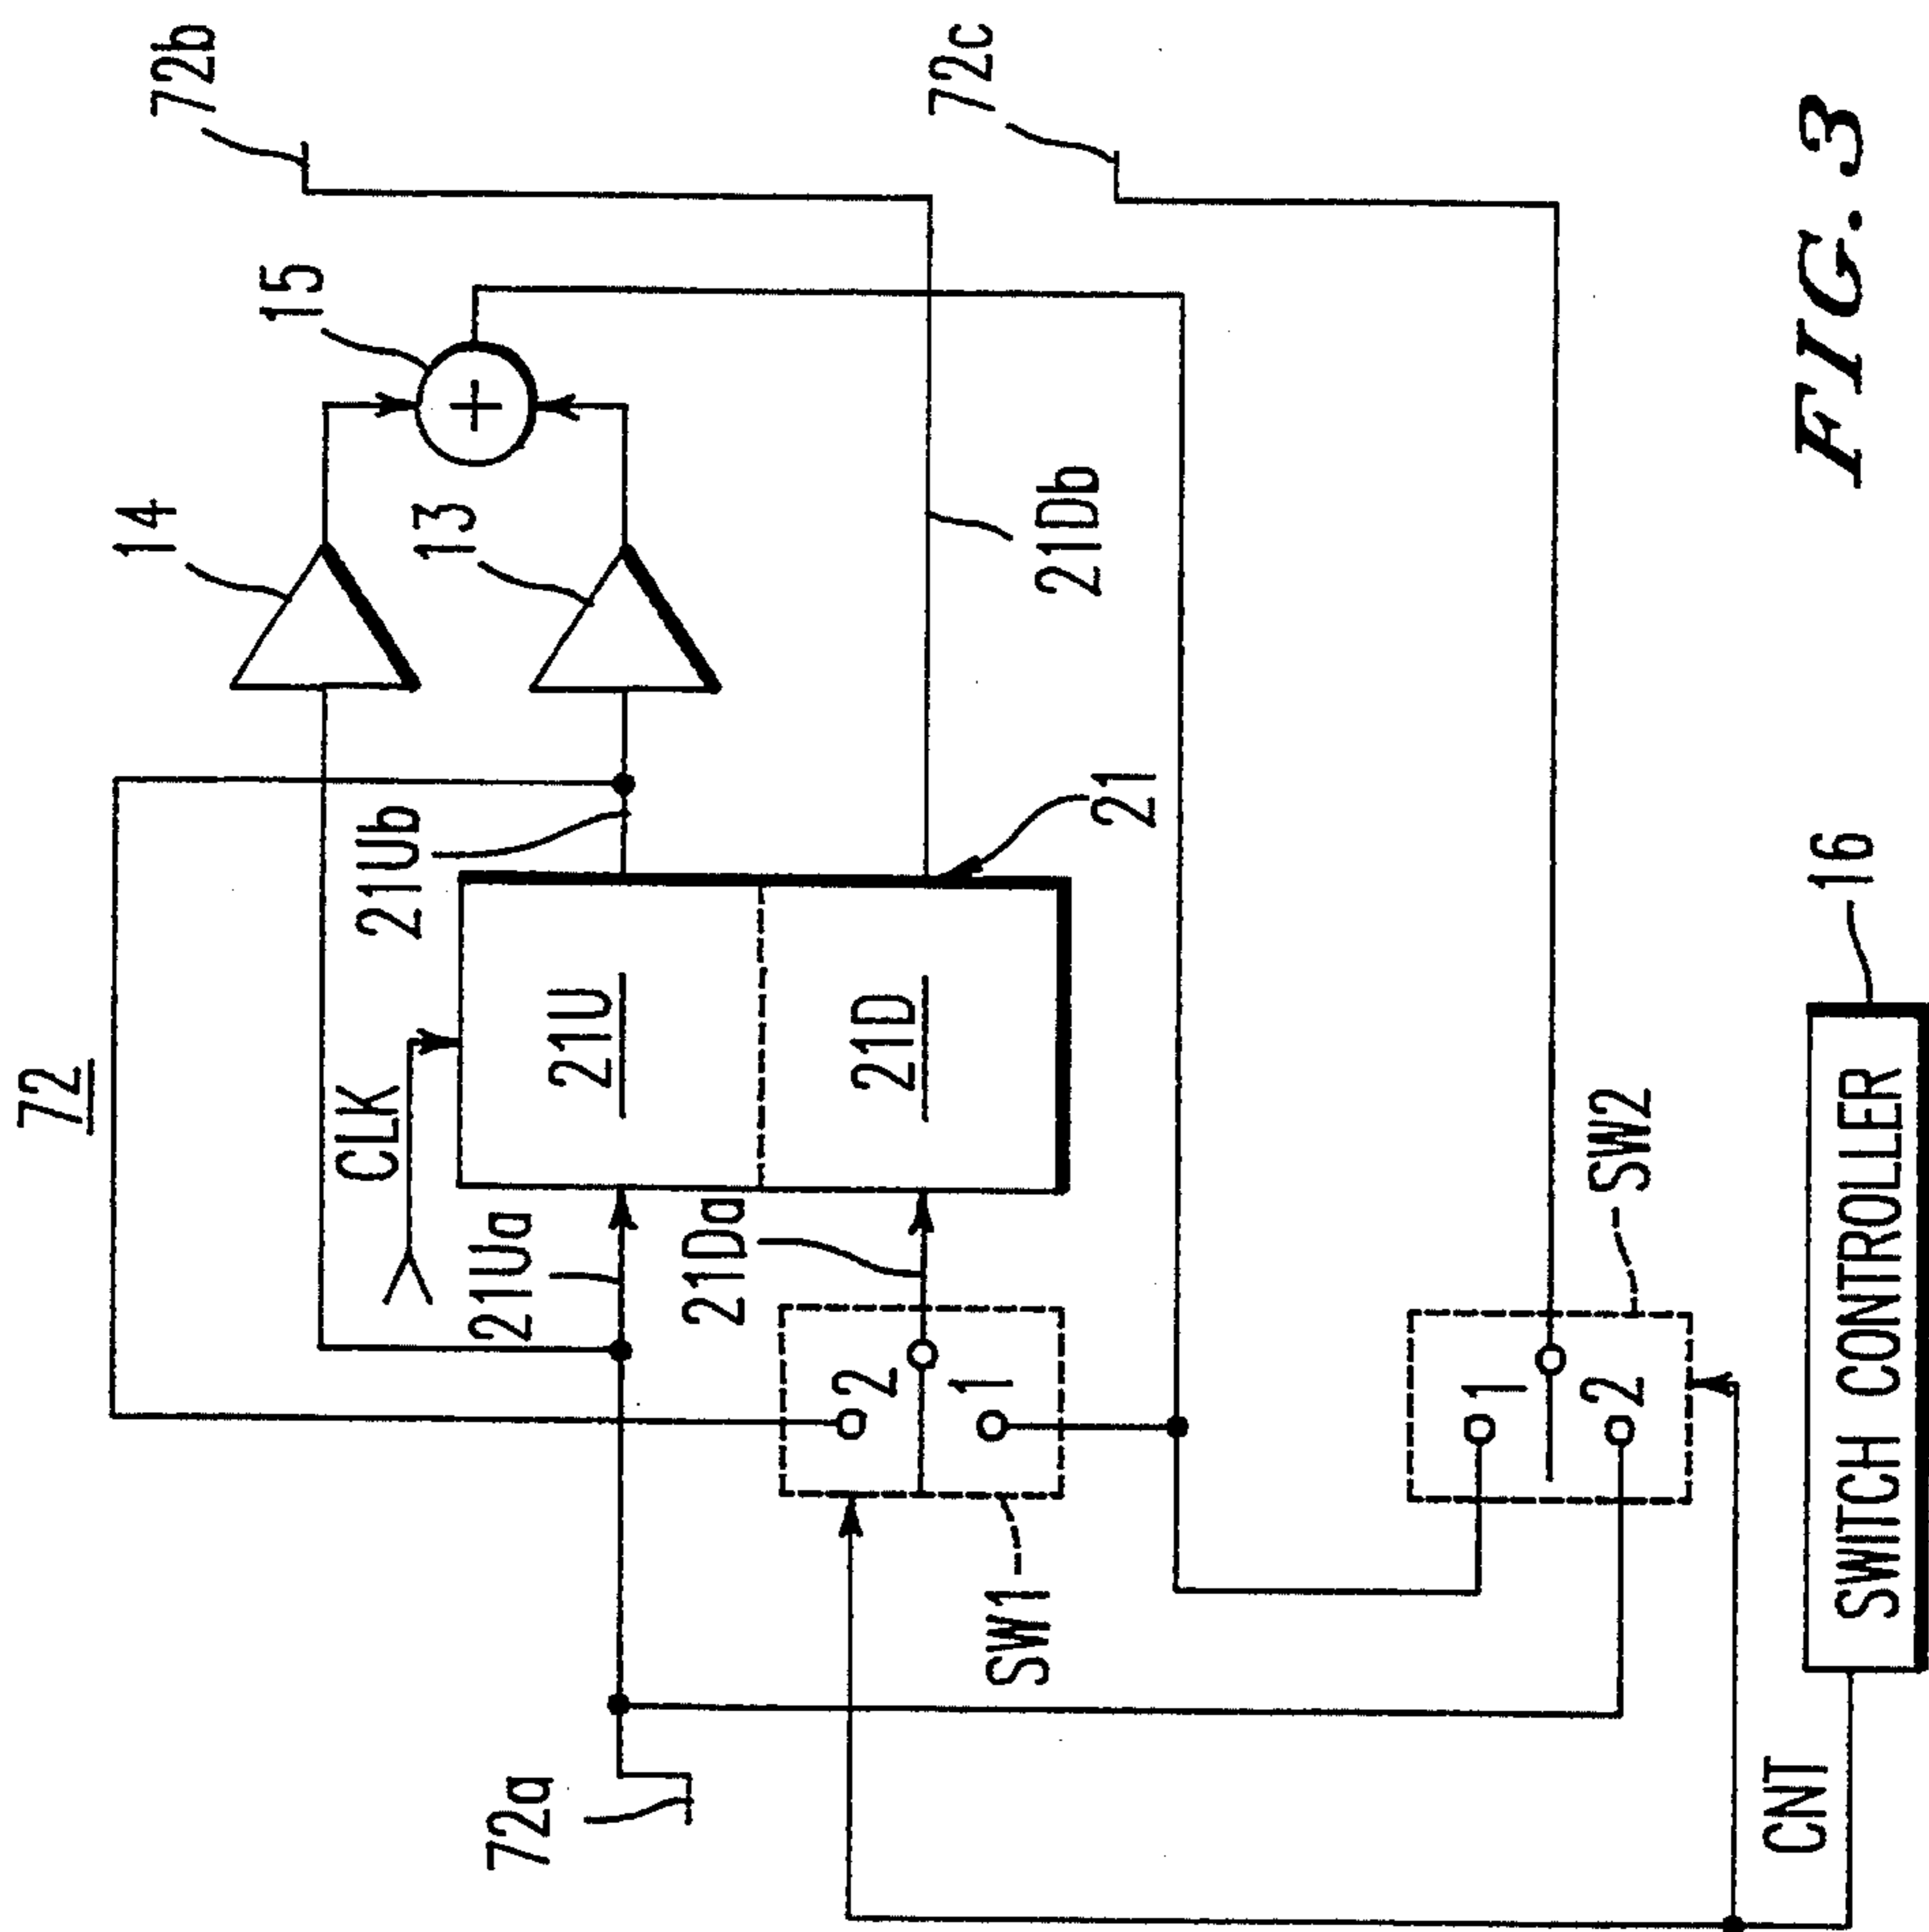 72
72b
14
15
CLK
21Ub
13
72c
21Ua
21U
72a
21Da
21D
21Db
21
2
1
SW1
1
2
SW2
CNT
SWITCH CONTROLLER
16
FIG. 3